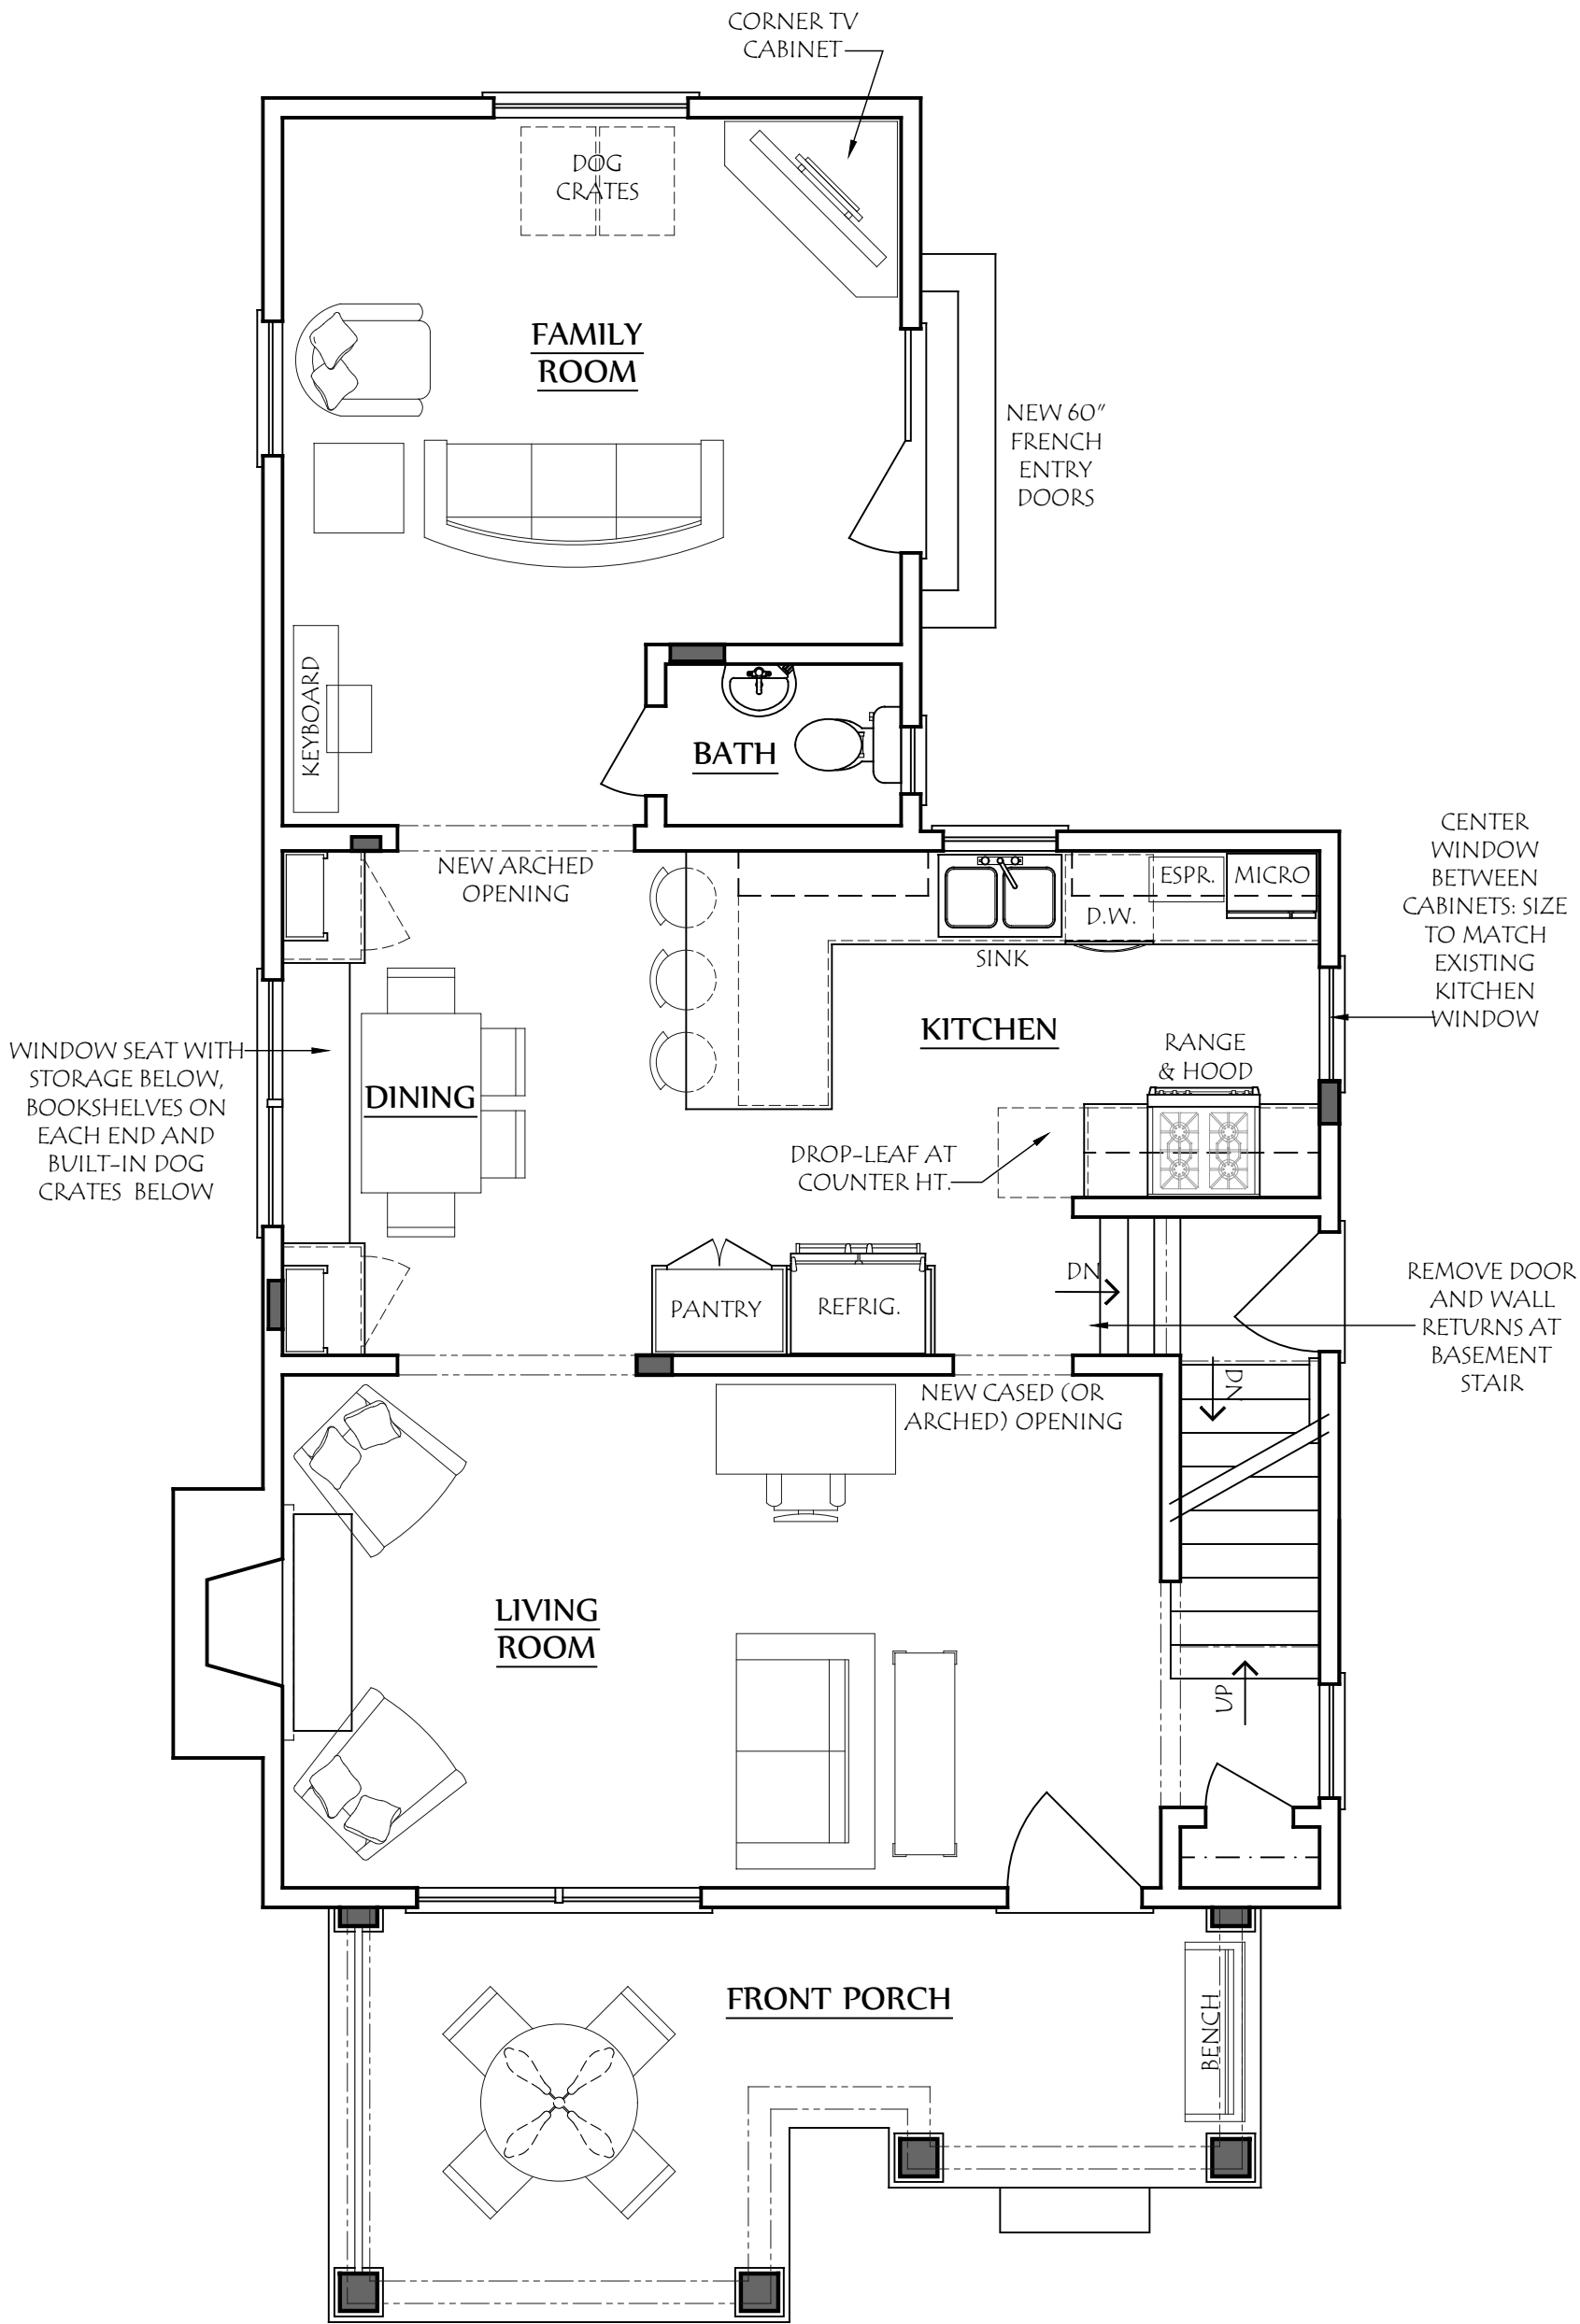 CORNER TV
CABINET
DOG
CRATES
FAMILY
ROOM
NEW 60"
FRENCH
ENTRY
DOORS
KEYBOARD
BATH
NEW ARCHED
OPENING
ESPR.
MICRO
D.W.
SINK
CENTER
WINDOW
BETWEEN
CABINETS: SIZE
TO MATCH
EXISTING
KITCHEN
WINDOW
KITCHEN
RANGE
& HOOD
WINDOW SEAT WITH
STORAGE BELOW,
BOOKSHELVES ON
EACH END AND
BUILT-IN DOG
CRATES BELOW
DINING
DROP-LEAF AT
COUNTER HT.
PANTRY
REFRIG.
DN
REMOVE DOOR
AND WALL
RETURNS AT
BASEMENT
STAIR
NEW CASED (OR
ARCHED) OPENING
DN
LIVING
ROOM
UP
FRONT PORCH
BENCH